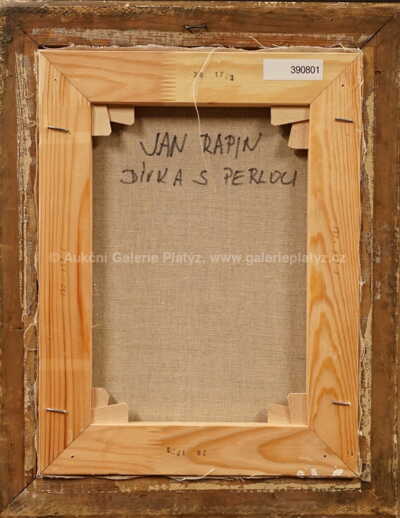 390801
JAN RAPIN
DÍVKA S PERLOU
© Aukční Galerie Platýz, www.galerieplatyz.cz